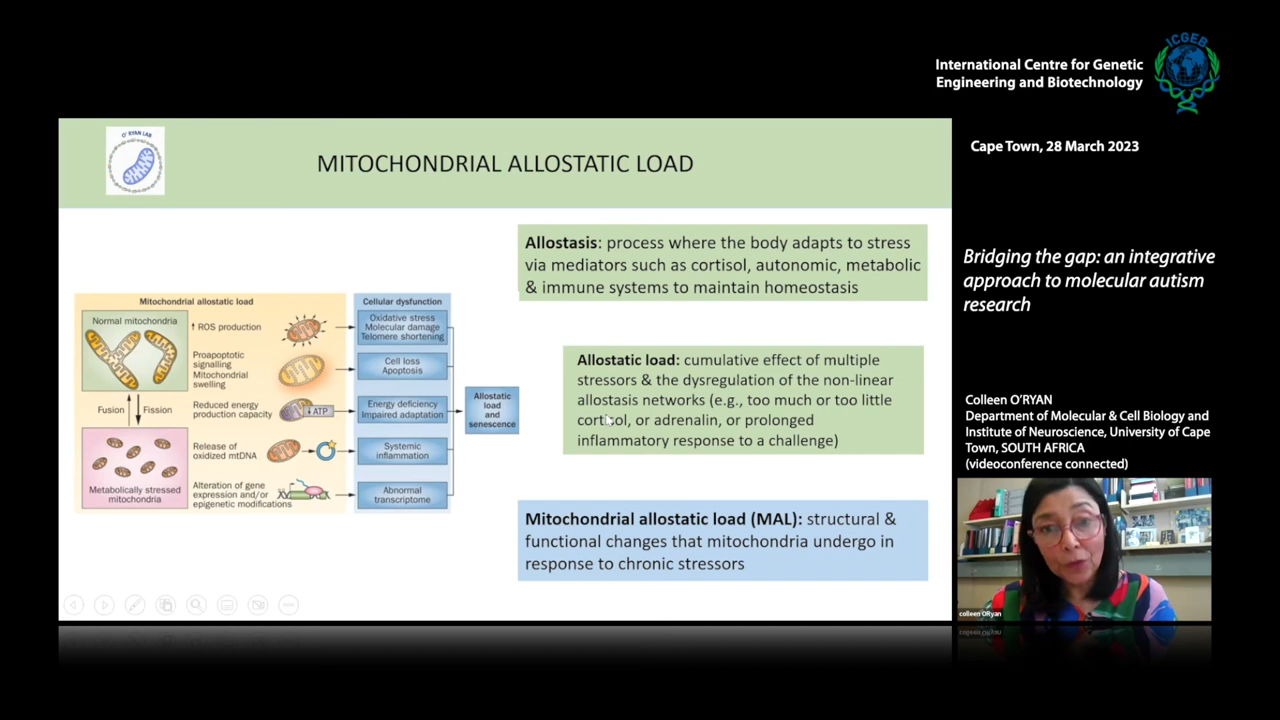 International Centre for Genetic
Engineering and Biotechnology
ICGEB
Cape Town, 28 March 2023
Bridging the gap: an integrative
approach to molecular autism
research
Colleen O'RYAN
Department of Molecular & Cell Biology and
Institute of Neuroscience, University of Cape
Town, SOUTH AFRICA
(videoconference connected)
colleen ORyan
O' RYAN LAB
MITOCHONDRIAL ALLOSTATIC LOAD
Mitochondrial allostatic load
Normal mitochondria
Fusion
Fission
Metabolically stressed
mitochondria
↑ ROS production
Proapoptotic
signalling
Mitochondrial
swelling
Reduced energy
production capacity
↓ ATP
Release of
oxidized mtDNA
Alteration of gene
expression and/or
epigenetic modifications
Cellular dysfunction
Oxidative stress
Molecular damage
Telomere shortening
Cell loss
Apoptosis
Energy deficiency
Impaired adaptation
Systemic
inflammation
Abnormal
transcriptome
Allostatic
load
and
senescence
Allostasis: process where the body adapts to stress
via mediators such as cortisol, autonomic, metabolic
& immune systems to maintain homeostasis
Allostatic load: cumulative effect of multiple
stressors & the dysregulation of the non-linear
allostasis networks (e.g., too much or too little
cortisol, or adrenalin, or prolonged
inflammatory response to a challenge)
Mitochondrial allostatic load (MAL): structural &
functional changes that mitochondria undergo in
response to chronic stressors